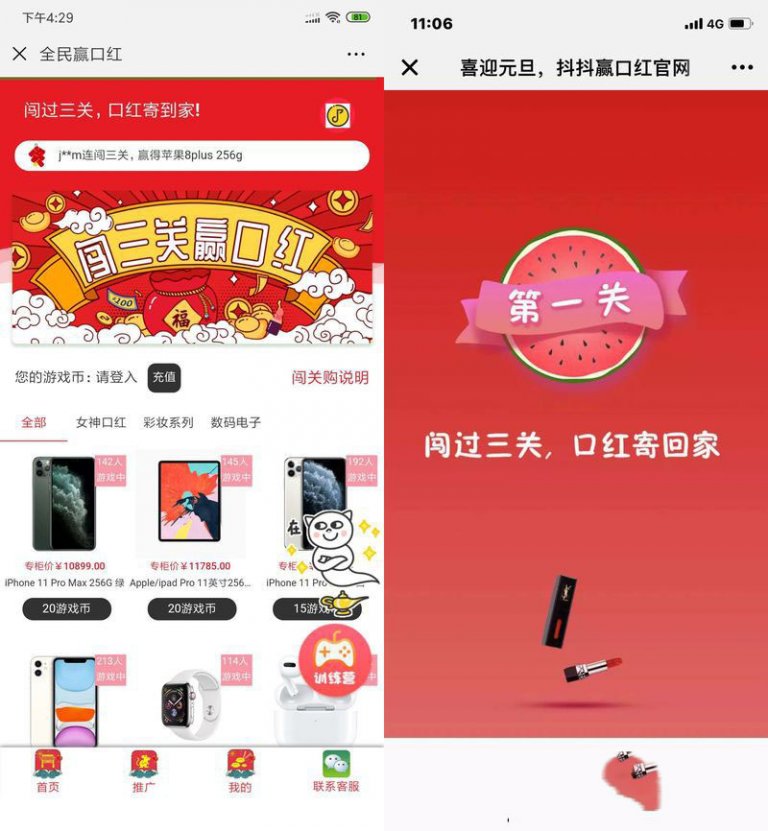 下午4:29
81
全民赢口红
闯过三关，口红寄到家!
j**m连闯三关，赢得苹果8plus 256g
闯三关赢口红
100
福
您的游戏币：请登入
充值
闯关购说明
全部
女神口红
彩妆系列
数码电子
142人
游戏中
145人
游戏中
192人
游戏中
在
专柜价￥10899.00
专柜价￥11785.00
专柜价￥
iPhone 11 Pro Max 256G 绿
Apple/ipad Pro 11英寸256...
iPhone 11 Pro
20游戏币
20游戏币
15游戏币
213人
游戏中
114人
游戏中
训练营
首页
推广
我的
联系客服
11:06
4G
喜迎元旦，抖抖赢口红官网
第一关
闯过三关，口红寄回家